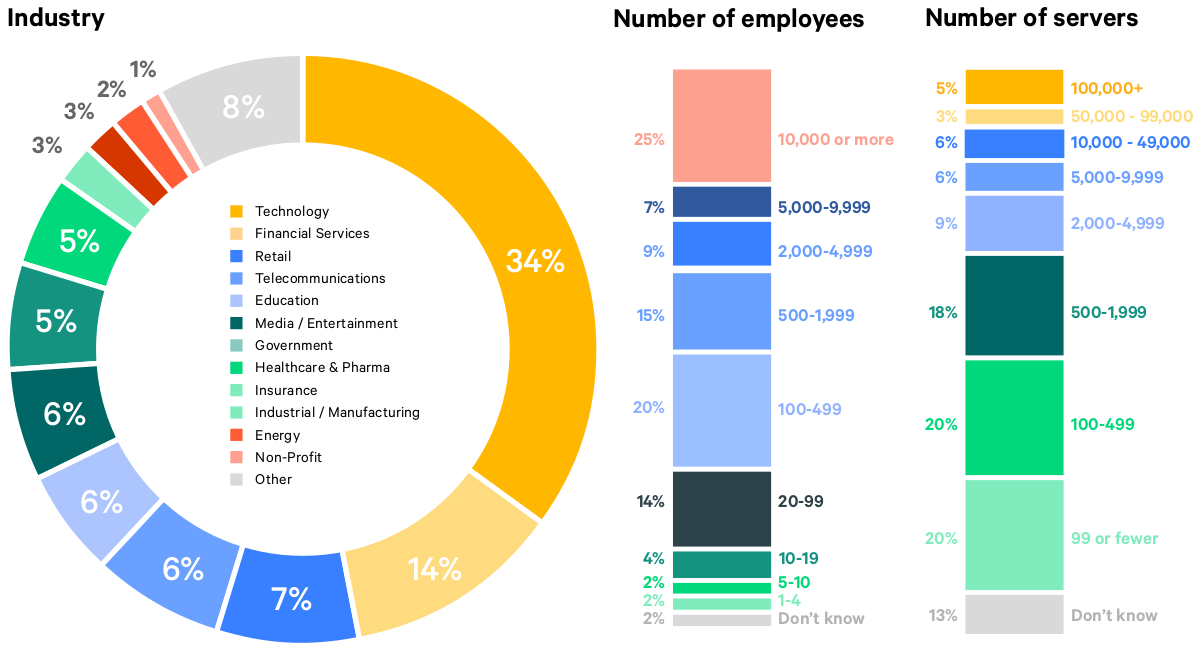 Industry
1%
2%
3%
3%
8%
34%
5%
5%
6%
6%
6%
7%
14%
Technology
Financial Services
Retail
Telecommunications
Education
Media / Entertainment
Government
Healthcare & Pharma
Insurance
Industrial / Manufacturing
Energy
Non-Profit
Other
Number of employees
25% 10,000 or more
7% 5,000-9,999
9% 2,000-4,999
15% 500-1,999
20% 100-499
14% 20-99
4% 10-19
2% 5-10
2% 1-4
2% Don't know
Number of servers
5% 100,000+
3% 50,000 - 99,000
6% 10,000 - 49,000
6% 5,000-9,999
9% 2,000-4,999
18% 500-1,999
20% 100-499
20% 99 or fewer
13% Don't know